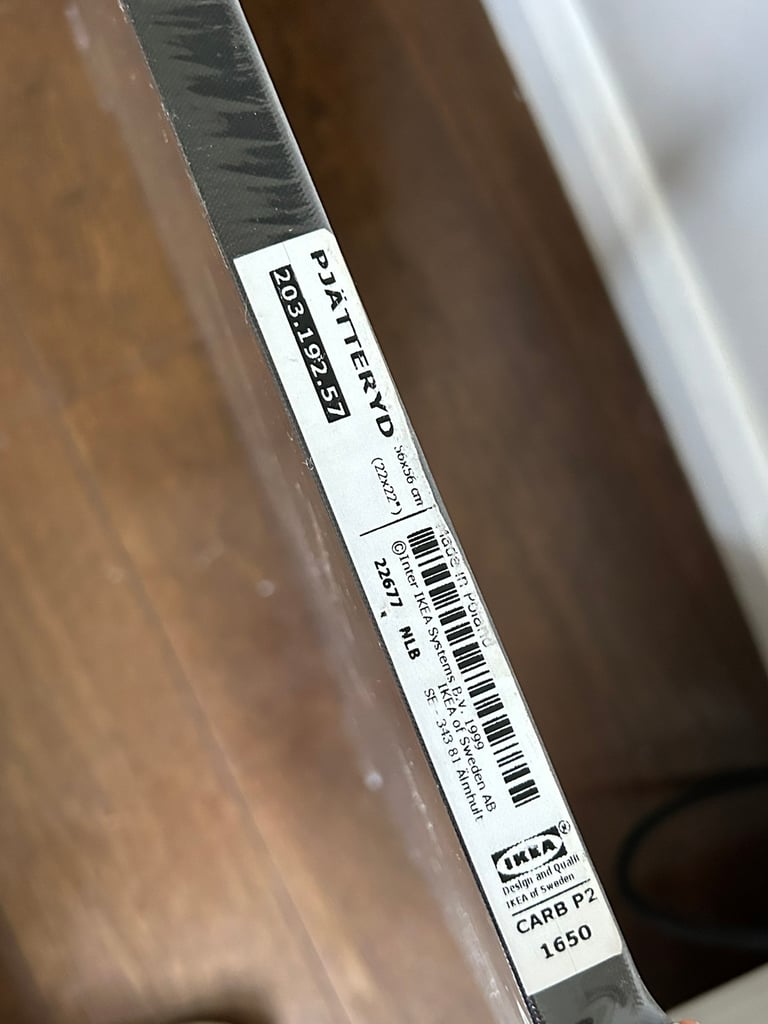 PJÄTTERYD
203.192.57
56x56 cm
(22x22")
Made in Poland
©Inter IKEA Systems B.V. 1999
22677 NLB
IKEA of Sweden AB
SE - 343 81 Älmhult
IKEA®
Design and Quality
IKEA of Sweden
CARB P2
1650